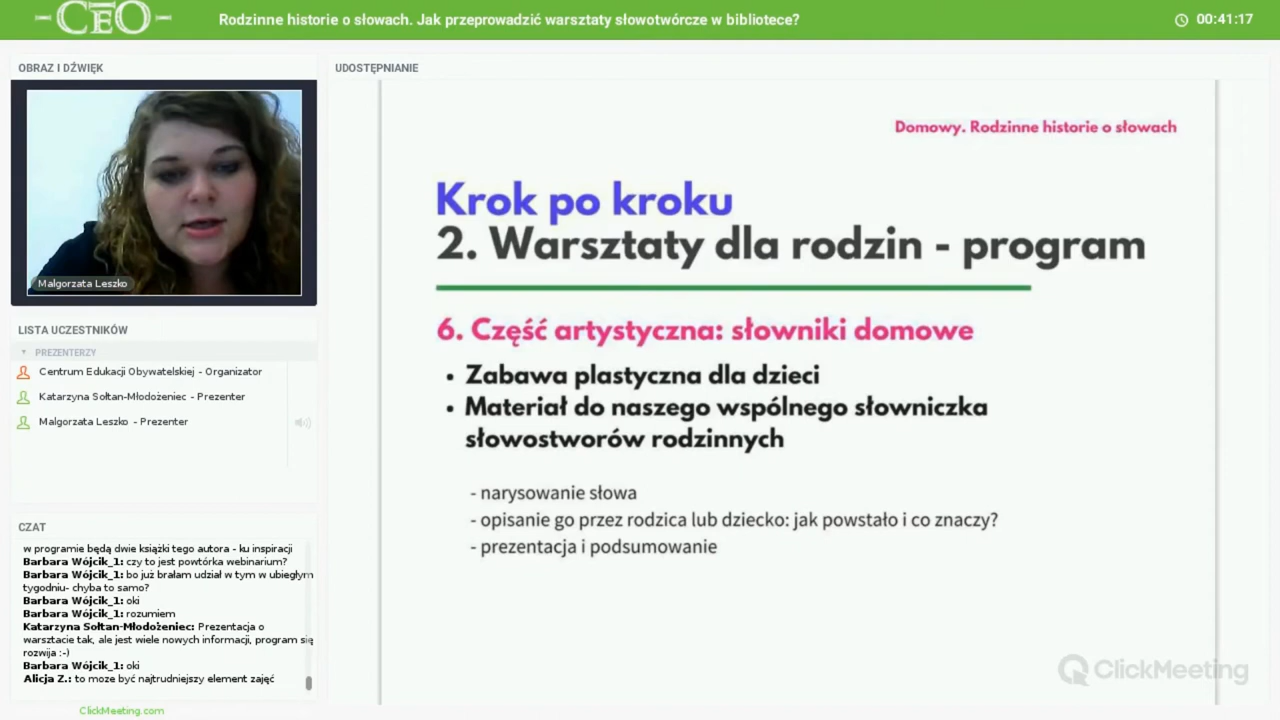 CEO
Rodzinne historie o słowach. Jak przeprowadzić warsztaty słowotwórcze w bibliotece?
00:41:17
OBRAZ I DŹWIĘK
Malgorzata Leszko
LISTA UCZESTNIKÓW
PREZENTERZY
Centrum Edukacji Obywatelskiej - Organizator
Katarzyna Sołtan-Młodożeniec - Prezenter
Malgorzata Leszko - Prezenter
CZAT
w programie będą dwie książki tego autora - ku inspiracji
Barbara Wójcik_1: czy to jest powtórka webinarium?
Barbara Wójcik_1: bo już brałam udział w tym w ubiegłym
tygodniu- chyba to samo?
Barbara Wójcik_1: oki
Barbara Wójcik_1: rozumiem
Katarzyna Sołtan-Młodożeniec: Prezentacja o
warsztacie tak, ale jest wiele nowych informacji, program się
rozwija :-)
Barbara Wójcik_1: oki
Alicja Z.: to moze być najtrudniejszy element zajęć
ClickMeeting.com
UDOSTĘPNIANIE
Domowy. Rodzinne historie o słowach
Krok po kroku
2. Warsztaty dla rodzin - program
6. Część artystyczna: słowniki domowe
• Zabawa plastyczna dla dzieci
• Materiał do naszego wspólnego słowniczka
słowostworów rodzinnych
- narysowanie słowa
- opisanie go przez rodzica lub dziecko: jak powstało i co znaczy?
- prezentacja i podsumowanie
ClickMeeting